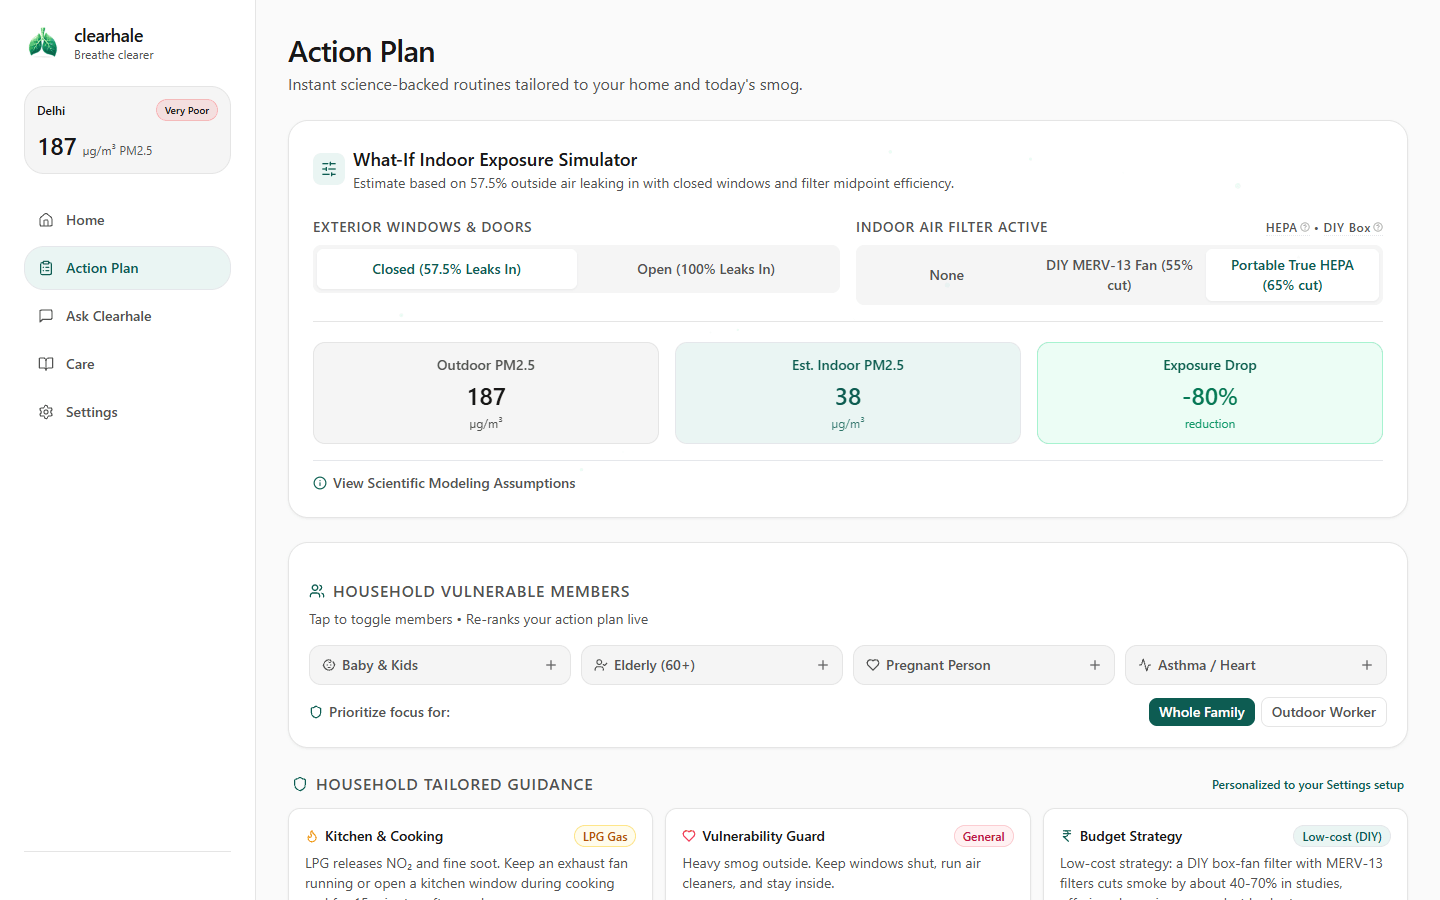 clearhale
Breathe clearer
Delhi
Very Poor
187 µg/m³ PM2.5
Home
Action Plan
Ask Clearhale
Care
Settings
Action Plan
Instant science-backed routines tailored to your home and today's smog.
What-If Indoor Exposure Simulator
Estimate based on 57.5% outside air leaking in with closed windows and filter midpoint efficiency.
EXTERIOR WINDOWS & DOORS
Closed (57.5% Leaks In)
Open (100% Leaks In)
INDOOR AIR FILTER ACTIVE
HEPA • DIY Box
None
DIY MERV-13 Fan (55%
cut)
Portable True HEPA
(65% cut)
Outdoor PM2.5
187
µg/m³
Est. Indoor PM2.5
38
µg/m³
Exposure Drop
-80%
reduction
View Scientific Modeling Assumptions
HOUSEHOLD VULNERABLE MEMBERS
Tap to toggle members • Re-ranks your action plan live
Baby & Kids
Elderly (60+)
Pregnant Person
Asthma / Heart
Prioritize focus for:
Whole Family
Outdoor Worker
HOUSEHOLD TAILORED GUIDANCE
Personalized to your Settings setup
Kitchen & Cooking
LPG Gas
LPG releases NO₂ and fine soot. Keep an exhaust fan
running or open a kitchen window during cooking
Vulnerability Guard
General
Heavy smog outside. Keep windows shut, run air
cleaners, and stay inside.
₹ Budget Strategy
Low-cost (DIY)
Low-cost strategy: a DIY box-fan filter with MERV-13
filters cuts smoke by about 40-70% in studies,